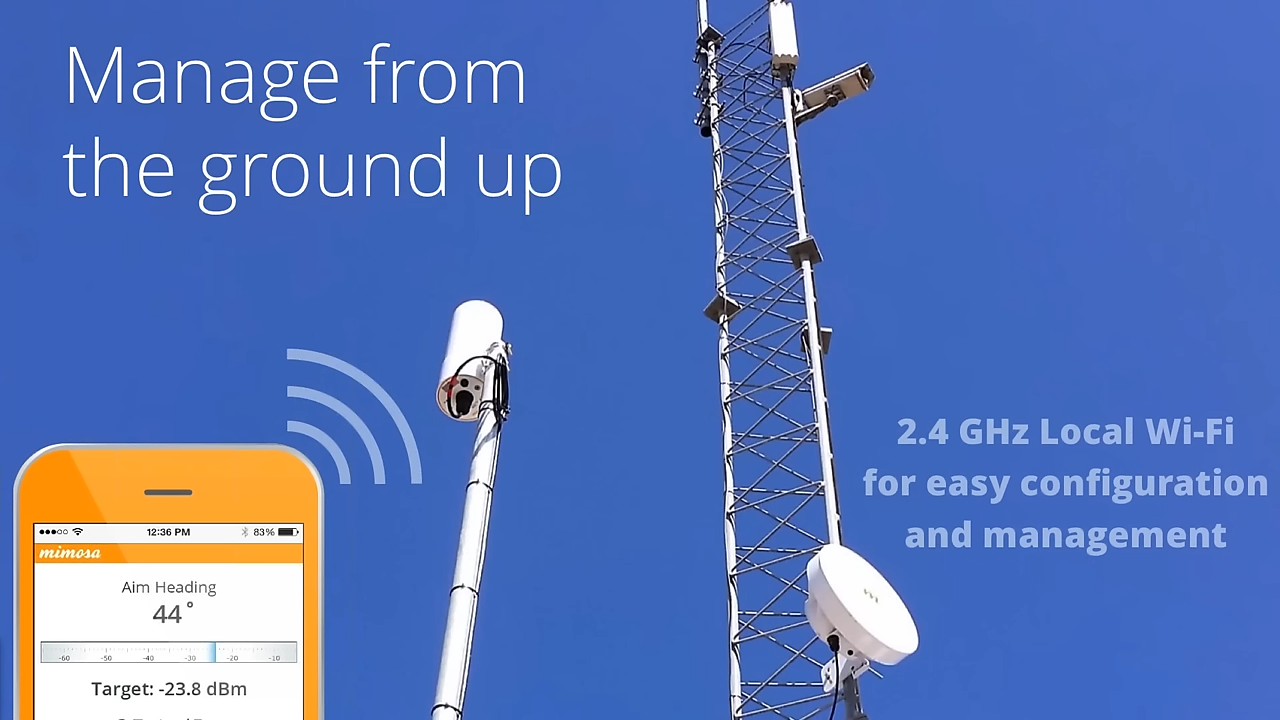 Manage from
the ground up
2.4 GHz Local Wi-Fi
for easy configuration
and management
12:36 PM
83%
mimosa
Aim Heading
44°
-60 -50 -40 -30 -20 -10
Target: -23.8 dBm